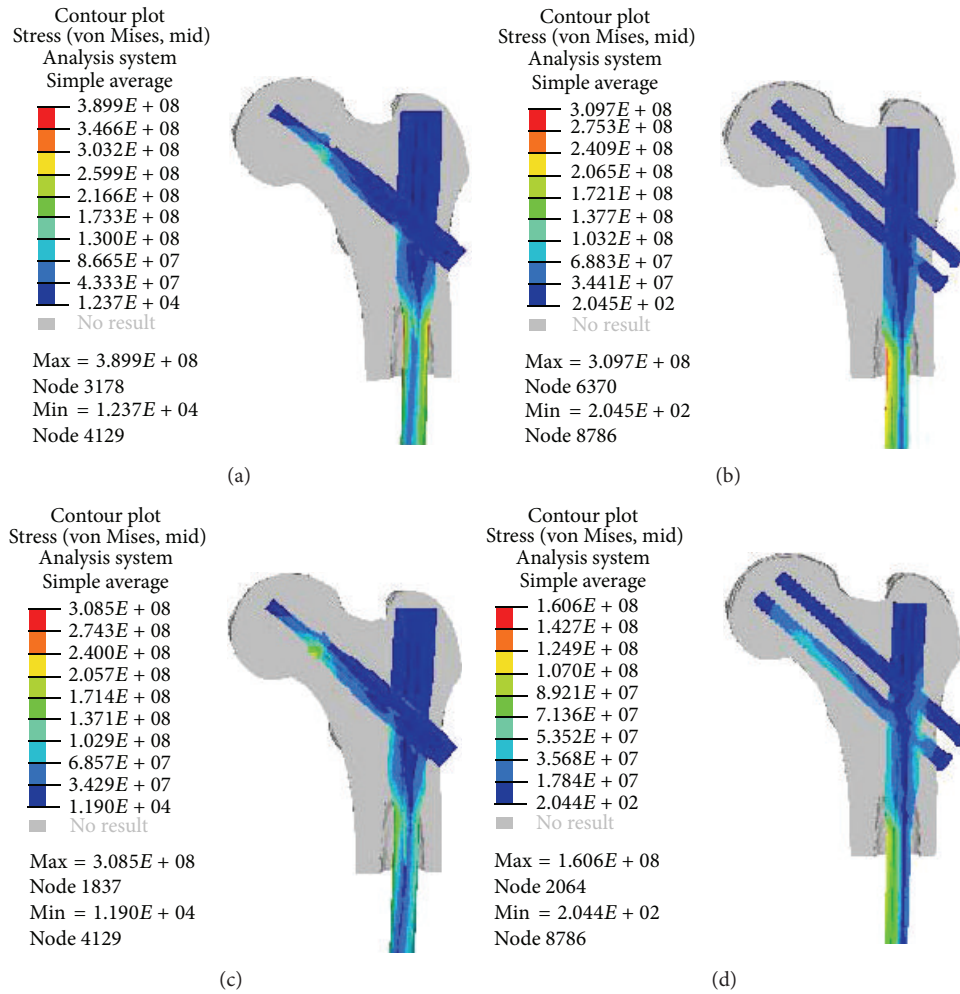 Contour plot
Stress (von Mises, mid)
Analysis system
Simple average
3.899E + 08
3.466E + 08
3.032E + 08
2.599E + 08
2.166E + 08
1.733E + 08
1.300E + 08
8.665E + 07
4.333E + 07
1.237E + 04
No result
Max = 3.899E + 08
Node 3178
Min = 1.237E + 04
Node 4129
(a)
Contour plot
Stress (von Mises, mid)
Analysis system
Simple average
3.097E + 08
2.753E + 08
2.409E + 08
2.065E + 08
1.721E + 08
1.377E + 08
1.032E + 08
6.883E + 07
3.441E + 07
2.045E + 02
No result
Max = 3.097E + 08
Node 6370
Min = 2.045E + 02
Node 8786
(b)
Contour plot
Stress (von Mises, mid)
Analysis system
Simple average
3.085E + 08
2.743E + 08
2.400E + 08
2.057E + 08
1.714E + 08
1.371E + 08
1.029E + 08
6.857E + 07
3.429E + 07
1.190E + 04
No result
Max = 3.085E + 08
Node 1837
Min = 1.190E + 04
Node 4129
(c)
Contour plot
Stress (von Mises, mid)
Analysis system
Simple average
1.606E + 08
1.427E + 08
1.249E + 08
1.070E + 08
8.921E + 07
7.136E + 07
5.352E + 07
3.568E + 07
1.784E + 07
2.044E + 02
No result
Max = 1.606E + 08
Node 2064
Min = 2.044E + 02
Node 8786
(d)